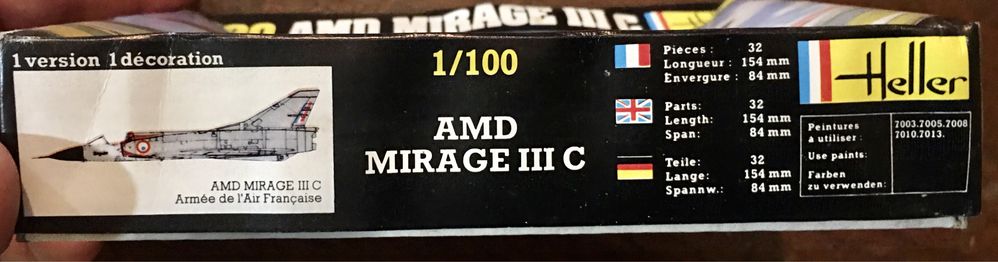 AMD MIRAGE III C
1 version 1 décoration
AMD MIRAGE III C
Armée de l'Air Française
1/100
AMD
MIRAGE III C
Pièces : 32
Longueur : 154 mm
Envergure : 84 mm
Parts: 32
Length: 154 mm
Span: 84 mm
Teile: 32
Lange: 154 mm
Spannw.: 84 mm
Heller
Peintures
à utiliser :
Use paints:
Farben
zu verwenden:
7003.7005.7008
7010.7013.